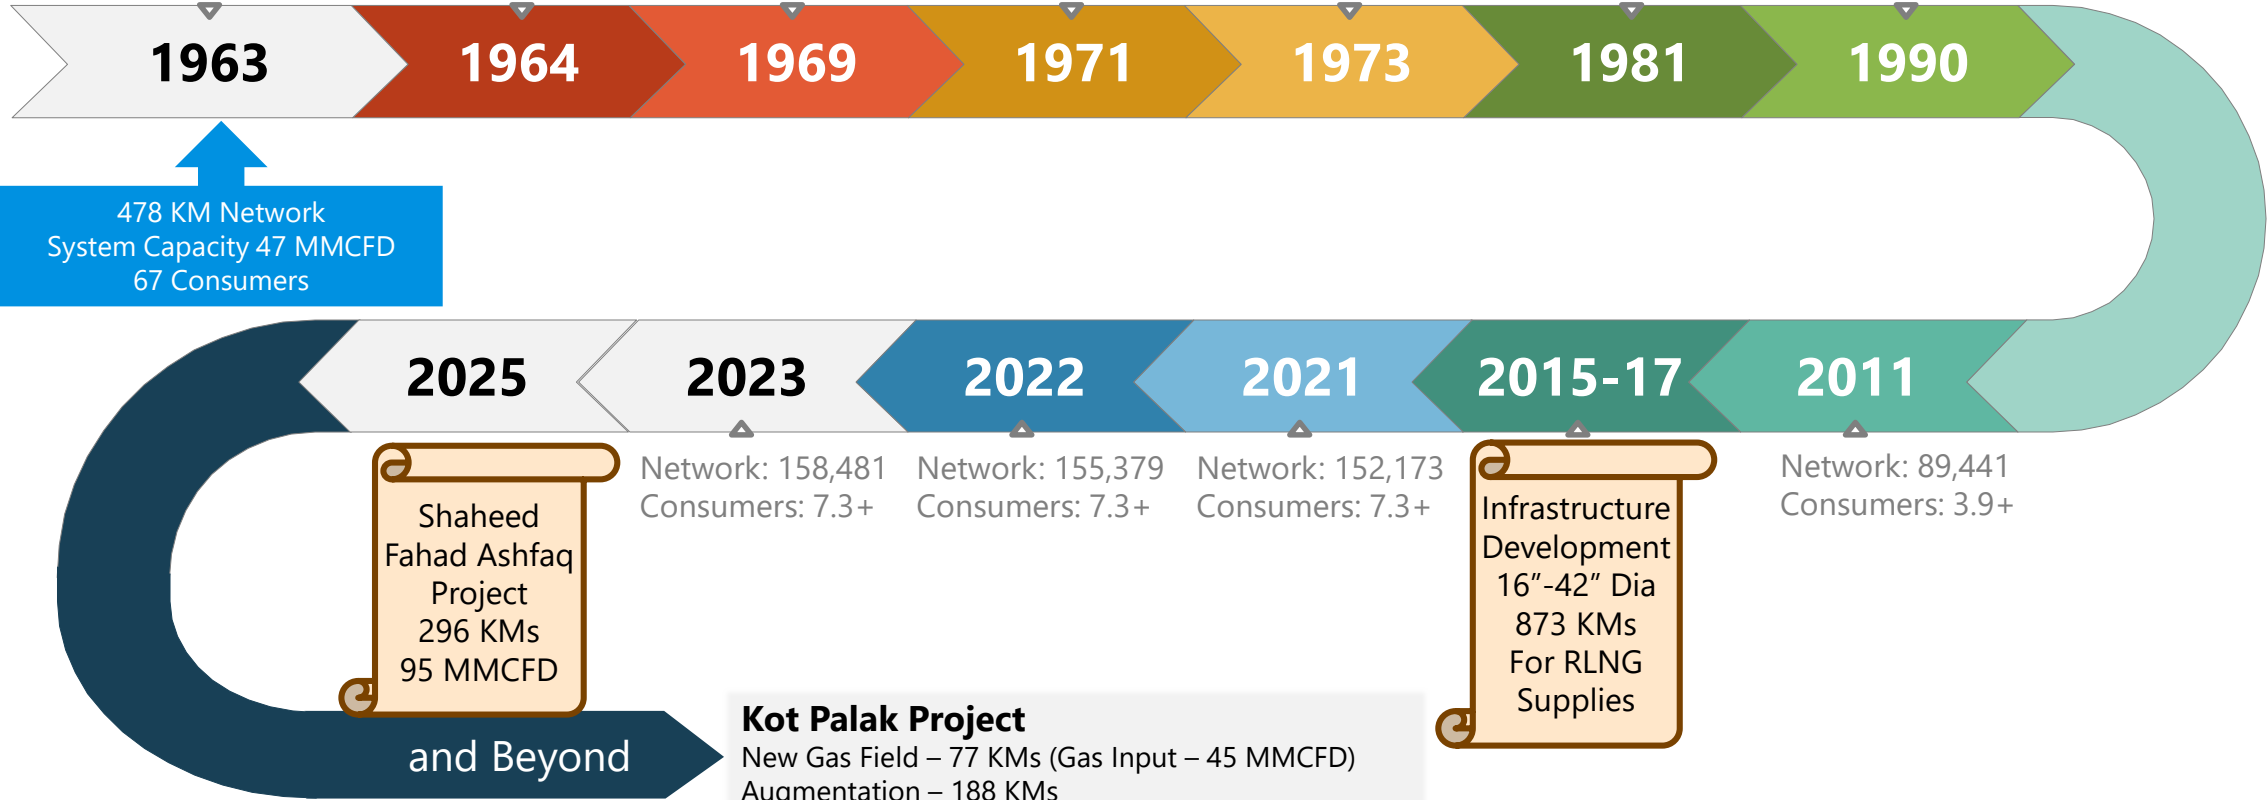 1963
1964
1969
1971
1973
1981
1990
478 KM Network
System Capacity 47 MMCFD
67 Consumers
2025
2023
2022
2021
2015-17
2011
Shaheed
Fahad Ashfaq
Project
296 KMs
95 MMCFD
Network: 158,481
Consumers: 7.3+
Network: 155,379
Consumers: 7.3+
Network: 152,173
Consumers: 7.3+
Infrastructure
Development
16”-42” Dia
873 KMs
For RLNG
Supplies
Network: 89,441
Consumers: 3.9+
and Beyond
Kot Palak Project
New Gas Field – 77 KMs (Gas Input – 45 MMCFD)
Augmentation – 188 KMs